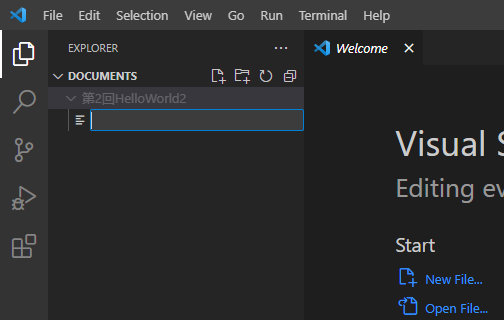 File Edit Selection View Go Run Terminal Help
EXPLORER
Welcome
DOCUMENTS
第2回HelloWorld2
Visual S
Editing ev
Start
New File...
Open File...